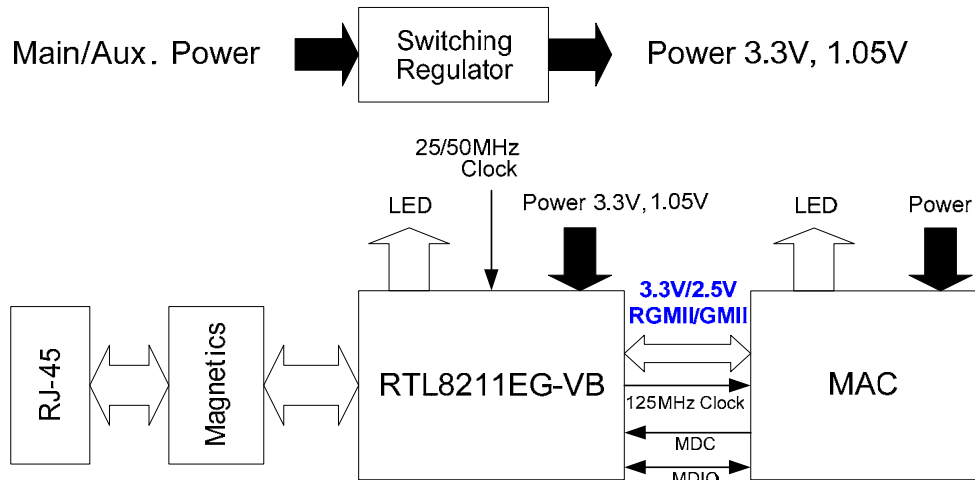 Main/Aux. Power
Switching
Regulator
Power 3.3V, 1.05V
25/50MHz
Clock
LED
Power 3.3V,1.05V
LED
Power
3.3V/2.5V
RGMII/GMII
RJ-45
Magnetics
RTL8211EG-VB
MAC
125MHz Clock
MDC
MDIO